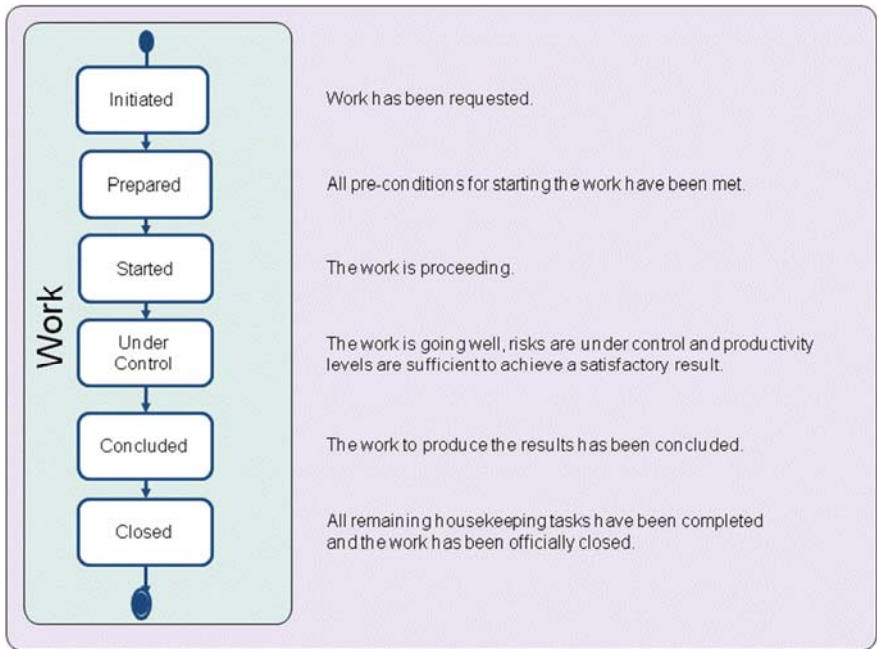 Initiated
Work has been requested.
Prepared
All pre-conditions for starting the work have been met.
Started
The work is proceeding.
Work
Under
Control
The work is going well, risks are under control and productivity
levels are sufficient to achieve a satisfactory result.
Concluded
The work to produce the results has been concluded.
Closed
All remaining housekeeping tasks have been completed
and the work has been officially closed.